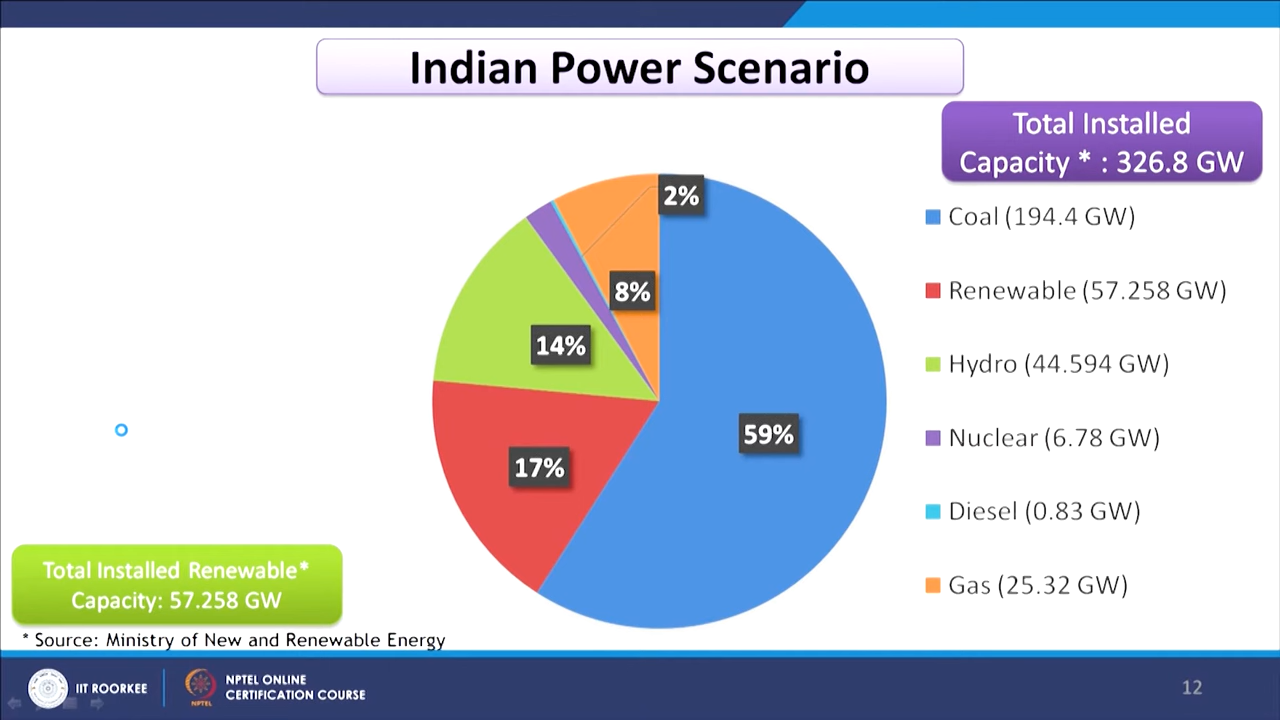 Indian Power Scenario
Total Installed
Capacity * : 326.8 GW
2%
8%
14%
59%
17%
Coal (194.4 GW)
Renewable (57.258 GW)
Hydro (44.594 GW)
Nuclear (6.78 GW)
Diesel (0.83 GW)
Gas (25.32 GW)
Total Installed Renewable*
Capacity: 57.258 GW
* Source: Ministry of New and Renewable Energy
IIT ROORKEE
NPTEL
NPTEL ONLINE
CERTIFICATION COURSE
12